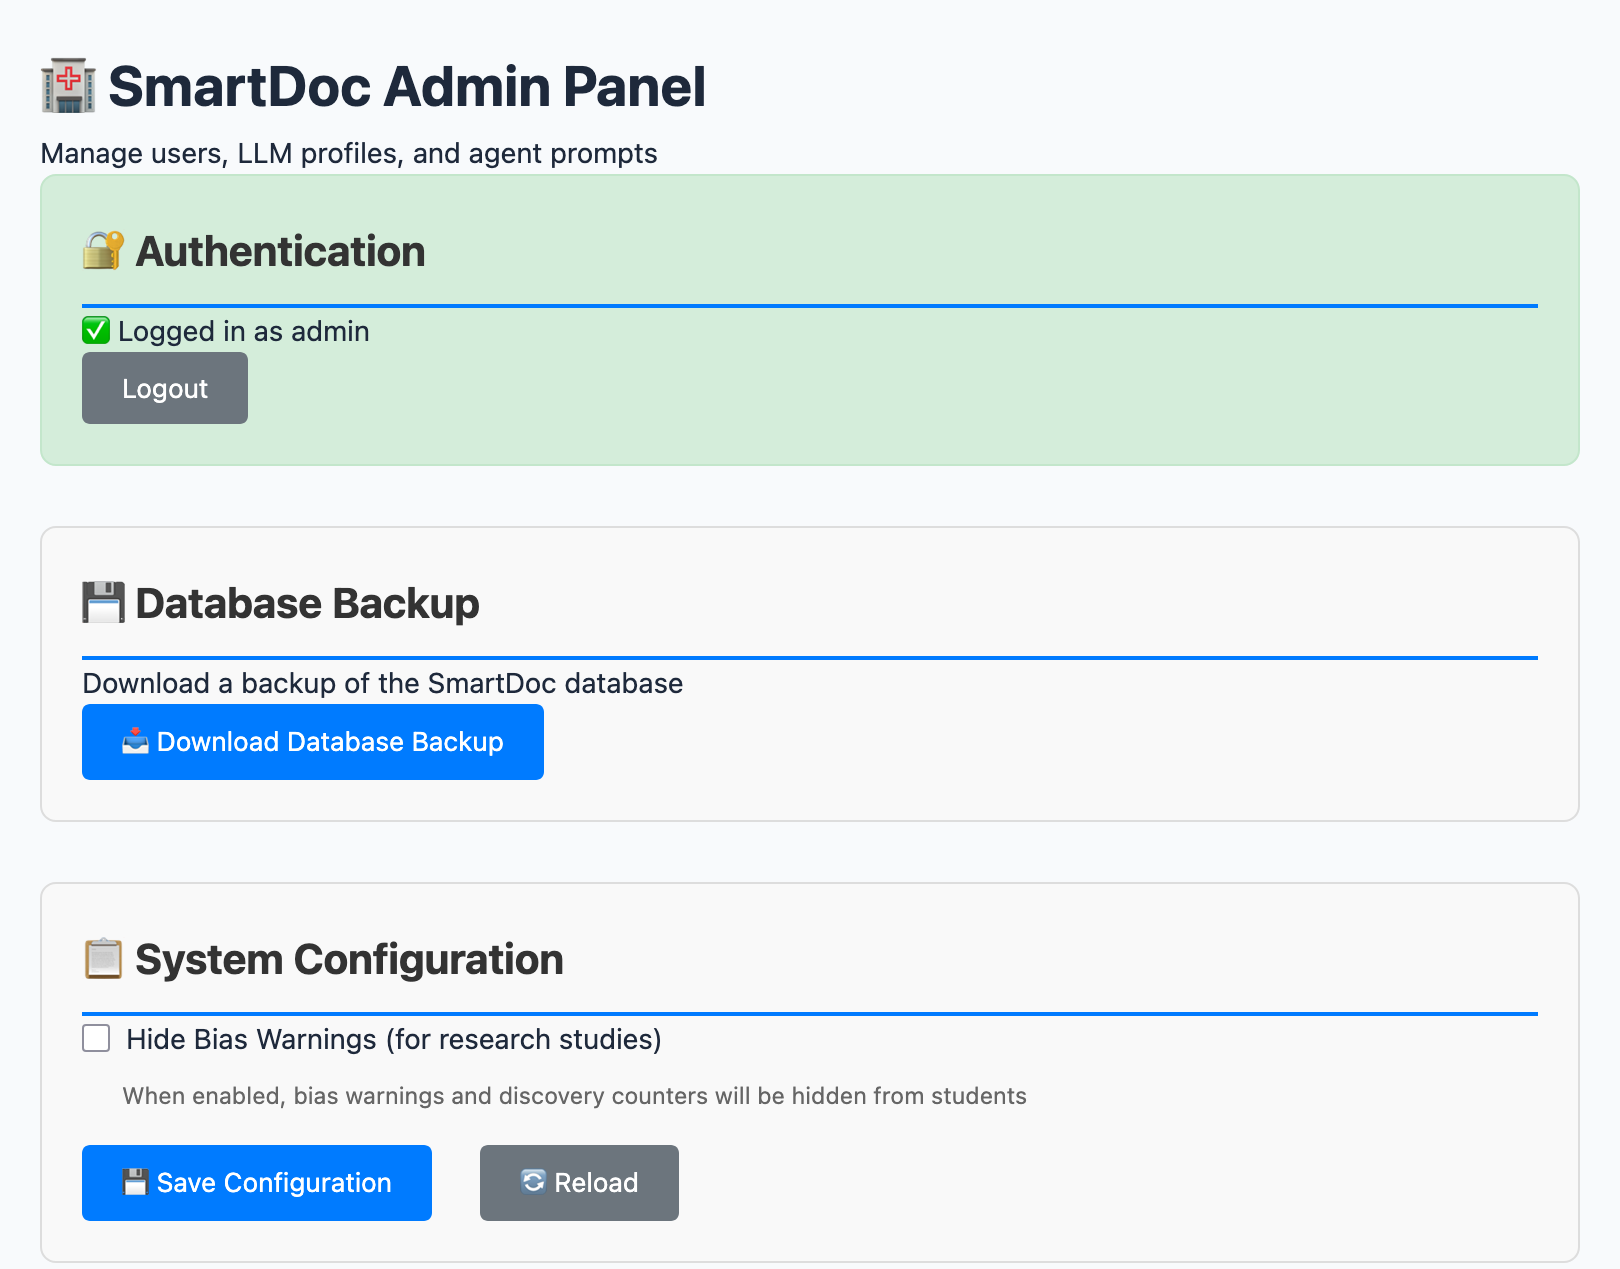 SmartDoc Admin Panel
Manage users, LLM profiles, and agent prompts
Authentication
Logged in as admin
Logout
Database Backup
Download a backup of the SmartDoc database
Download Database Backup
System Configuration
Hide Bias Warnings (for research studies)
When enabled, bias warnings and discovery counters will be hidden from students
Save Configuration
Reload